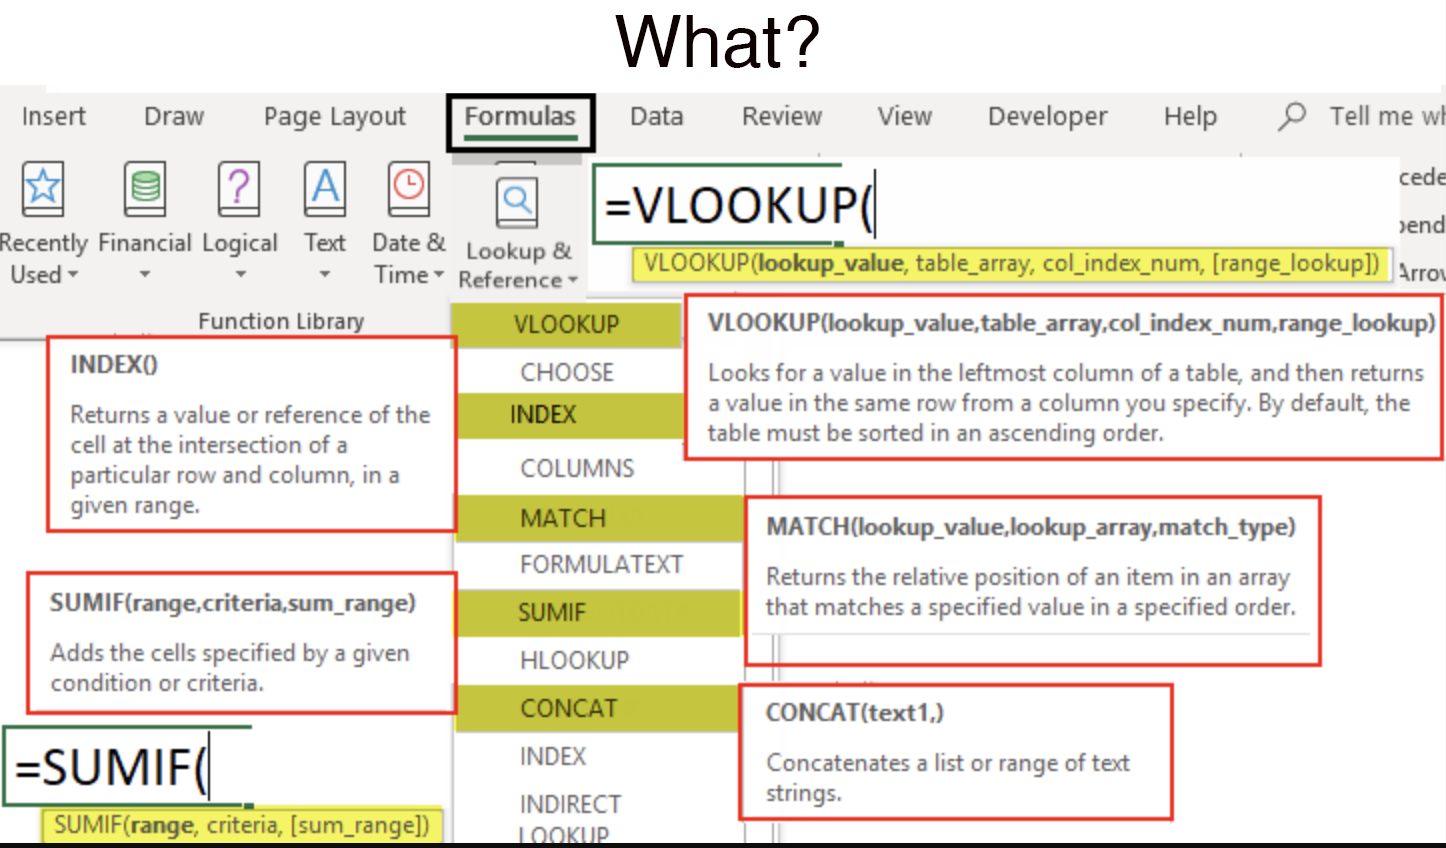 What?
Insert Draw Page Layout Formulas Data Review View Developer Help Tell me
Recently Used
Financial
Logical
Text
Date & Time
Lookup & Reference
Function Library
=VLOOKUP(
VLOOKUP(lookup_value, table_array, col_index_num, [range_lookup])
VLOOKUP
CHOOSE
INDEX
COLUMNS
MATCH
FORMULATEXT
SUMIF
HLOOKUP
CONCAT
INDEX
INDIRECT
LOOKUP
VLOOKUP(lookup_value,table_array,col_index_num,range_lookup)
Looks for a value in the leftmost column of a table, and then returns
a value in the same row from a column you specify. By default, the
table must be sorted in an ascending order.
INDEX()
Returns a value or reference of the
cell at the intersection of a
particular row and column, in a
given range.
MATCH(lookup_value,lookup_array,match_type)
Returns the relative position of an item in an array
that matches a specified value in a specified order.
SUMIF(range,criteria,sum_range)
Adds the cells specified by a given
condition or criteria.
CONCAT(text1,)
Concatenates a list or range of text
strings.
=SUMIF(
SUMIF(range, criteria, [sum_range])